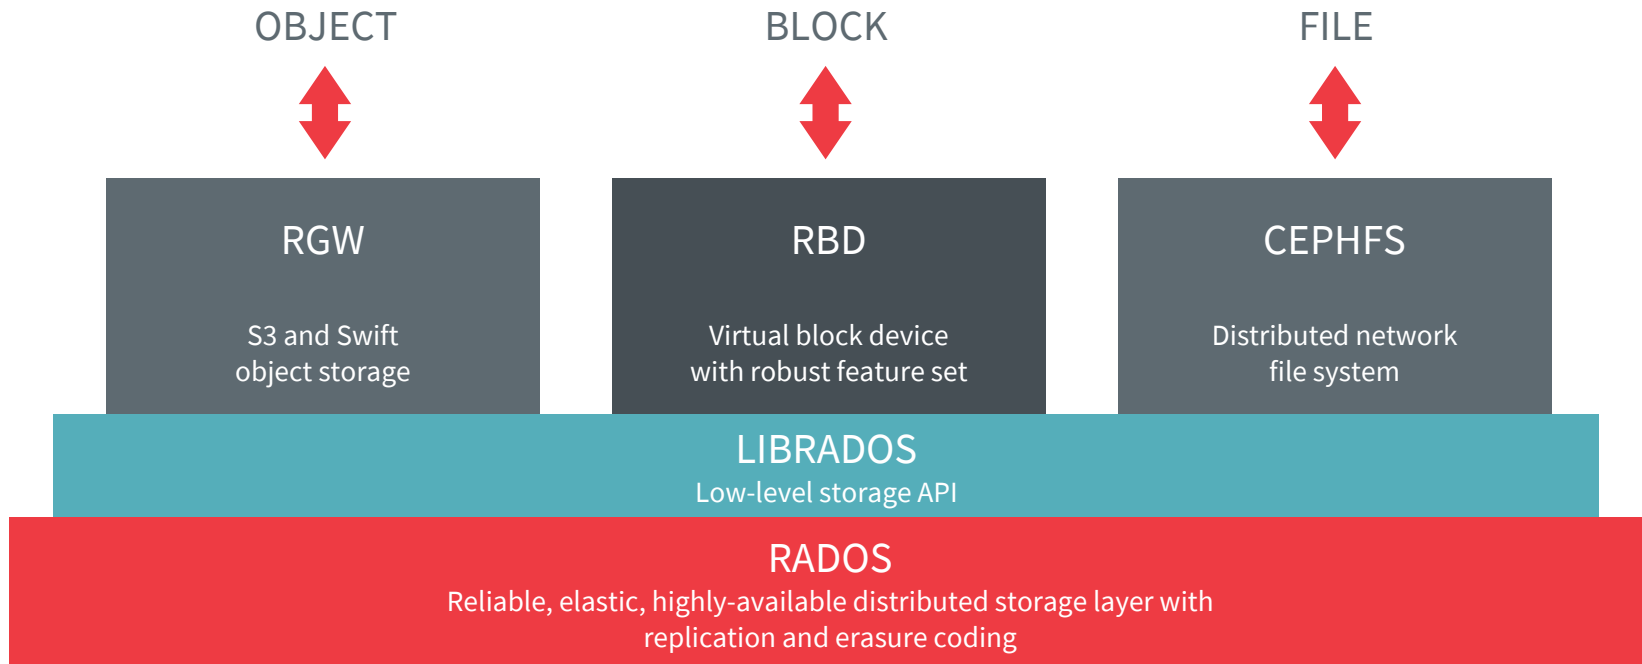 OBJECT
BLOCK
FILE
RGW
S3 and Swift
object storage
RBD
Virtual block device
with robust feature set
CEPHFS
Distributed network
file system
LIBRADOS
Low-level storage API
RADOS
Reliable, elastic, highly-available distributed storage layer with
replication and erasure coding